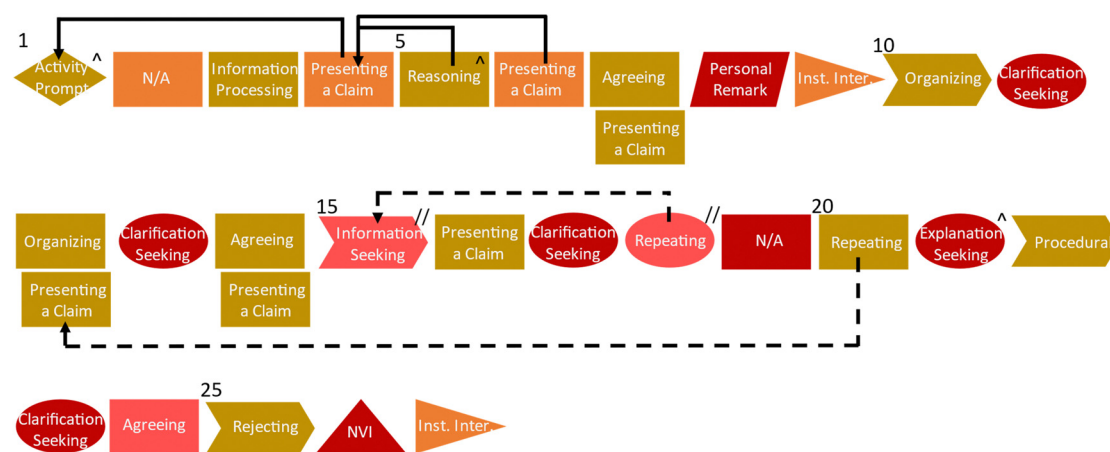 1
Activity
Prompt
^
N/A
Information
Processing
Presenting
a Claim
5
Reasoning
^
Presenting
a Claim
Agreeing
Presenting
a Claim
Personal
Remark
Inst. Inter.
10
Organizing
Clarification
Seeking
Organizing
Presenting
a Claim
Clarification
Seeking
Agreeing
Presenting
a Claim
15
Information
Seeking
//
Presenting
a Claim
Clarification
Seeking
Repeating
//
N/A
20
Repeating
Explanation
Seeking
^
Procedural
Clarification
Seeking
Agreeing
25
Rejecting
NVI
Inst. Inter.